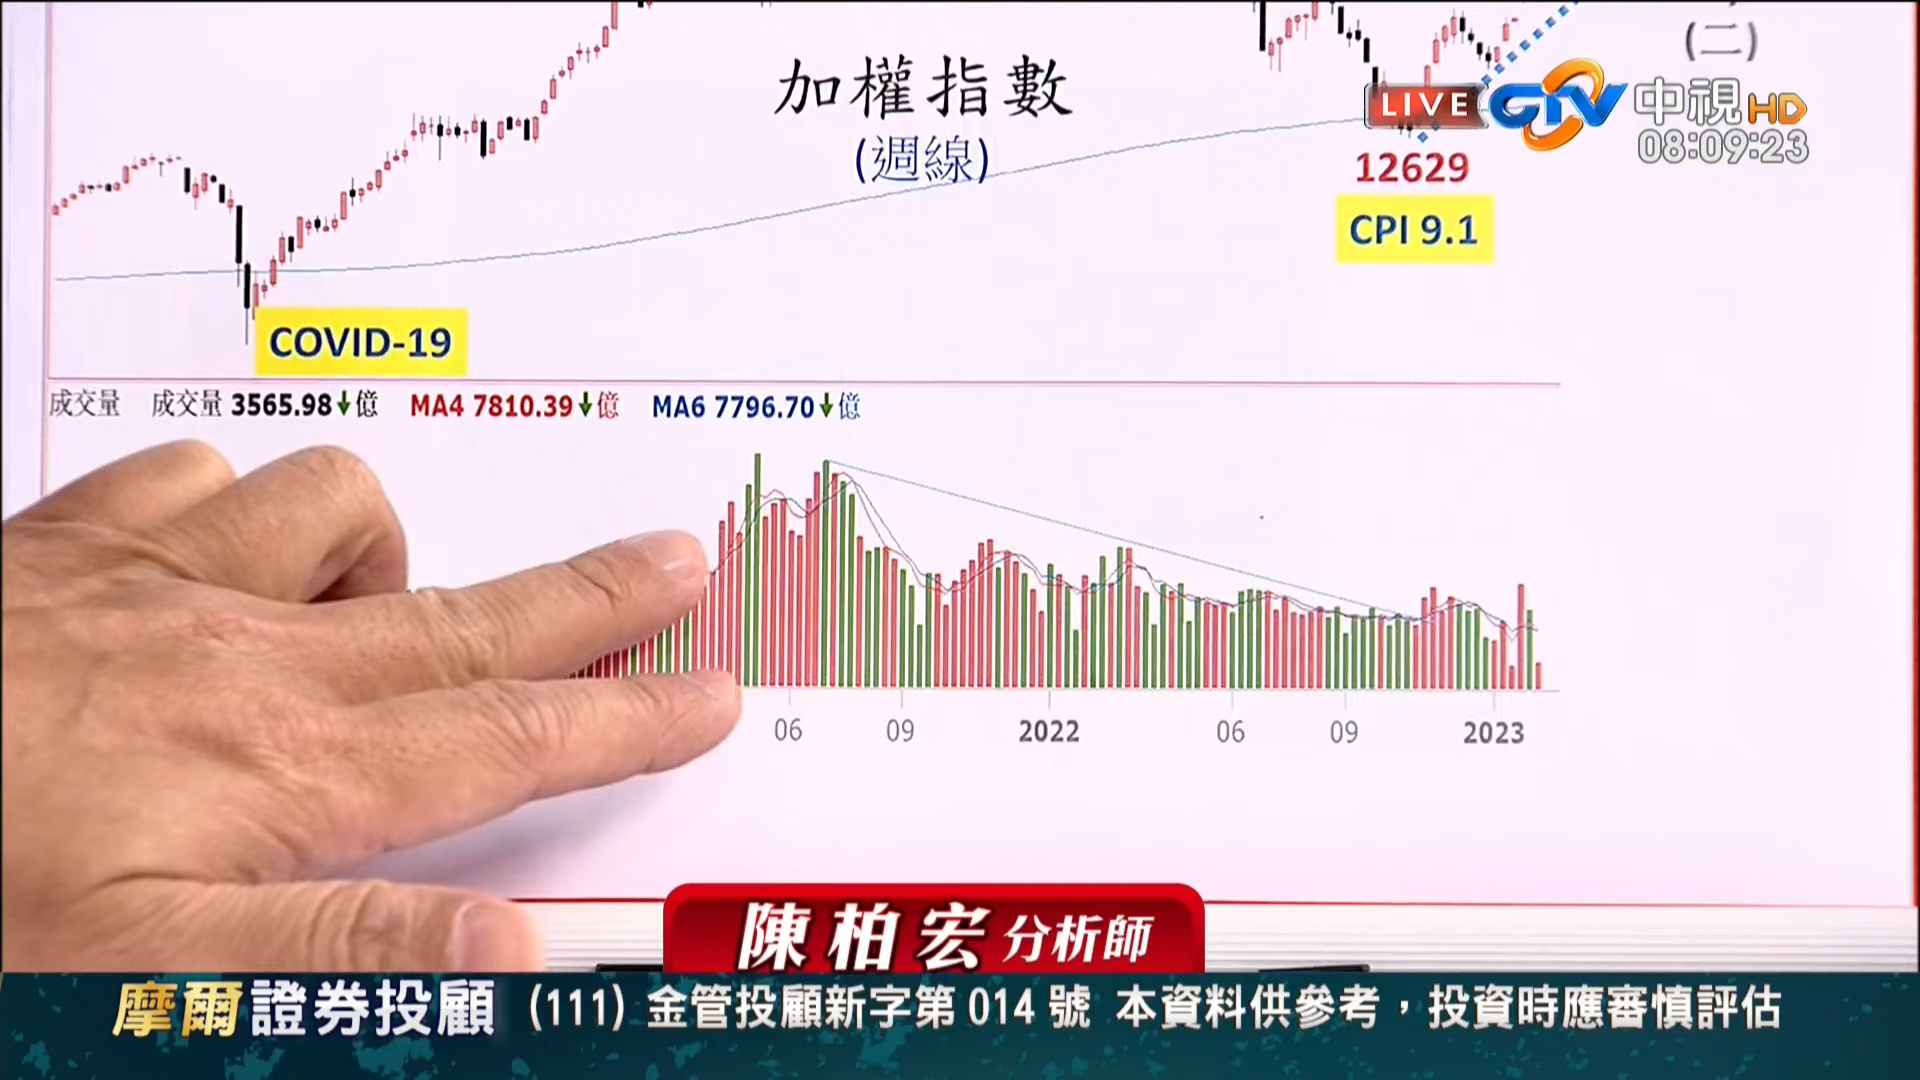 (二)
加權指數
(週線)
LIVE CTV 中視HD
08:09:23
12629
CPI 9.1
COVID-19
成交量 成交量 3565.98↓億 MA4 7810.39↓億 MA6 7796.70↓億
06 09 2022 06 09 2023
陳柏宏 分析師
摩爾證券投顧 (111) 金管投顧新字第 014 號 本資料供參考，投資時應審慎評估